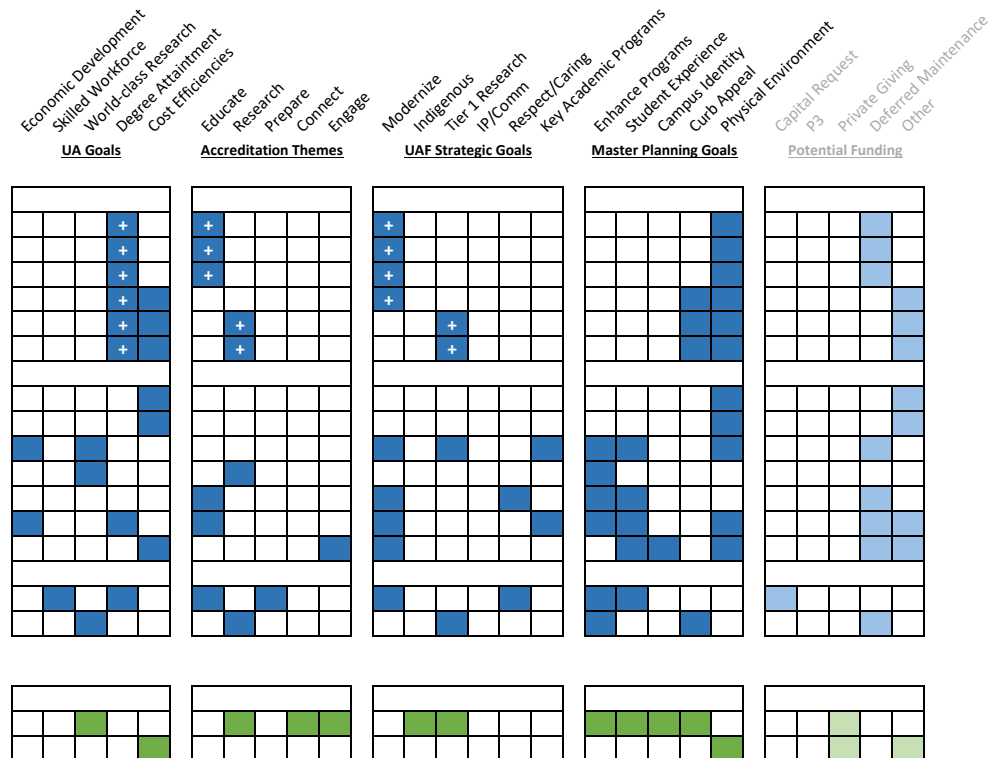 Economic Development
Skilled Workforce
World-class Research
Degree Attaintment
Cost Efficiencies
Educate
Research
Prepare
Connect
Engage
Modernize
Indigenous
Tier 1 Research
IP/Comm
Respect/Caring
Key Academic Programs
Enhance Programs
Student Experience
Campus Identity
Curb Appeal
Physical Environment
Capital Request
P3
Private Giving
Deferred Maintenance
Other
UA Goals
Accreditation Themes
UAF Strategic Goals
Master Planning Goals
Potential Funding
+ + +
+ + +
+ + +
+ +
+ + +
+ + +